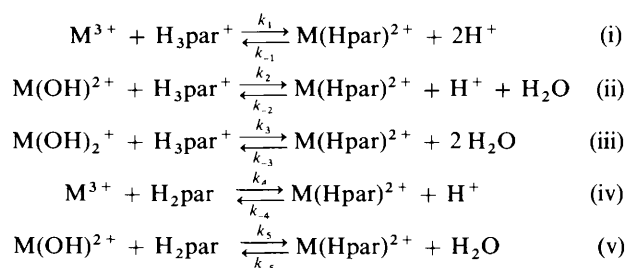 M³⁺ + H₃par⁺ ⇌ (k₁, k₋₁) M(Hpar)²⁺ + 2H⁺ (i)
M(OH)²⁺ + H₃par⁺ ⇌ (k₂, k₋₂) M(Hpar)²⁺ + H⁺ + H₂O (ii)
M(OH)₂⁺ + H₃par⁺ ⇌ (k₃, k₋₃) M(Hpar)²⁺ + 2 H₂O (iii)
M³⁺ + H₂par ⇌ (k₄, k₋₄) M(Hpar)²⁺ + H⁺ (iv)
M(OH)²⁺ + H₂par ⇌ (k₅, k₋₅) M(Hpar)²⁺ + H₂O (v)